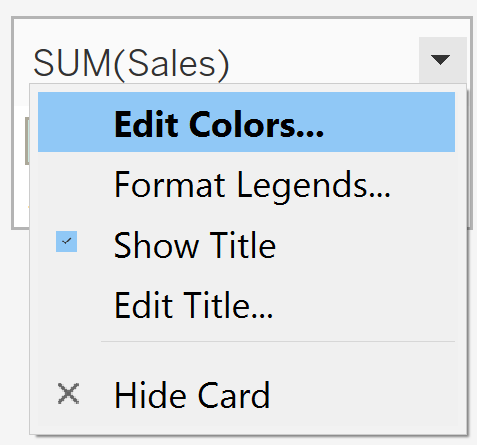 SUM(Sales)
Edit Colors...
Format Legends...
Show Title
Edit Title...
Hide Card